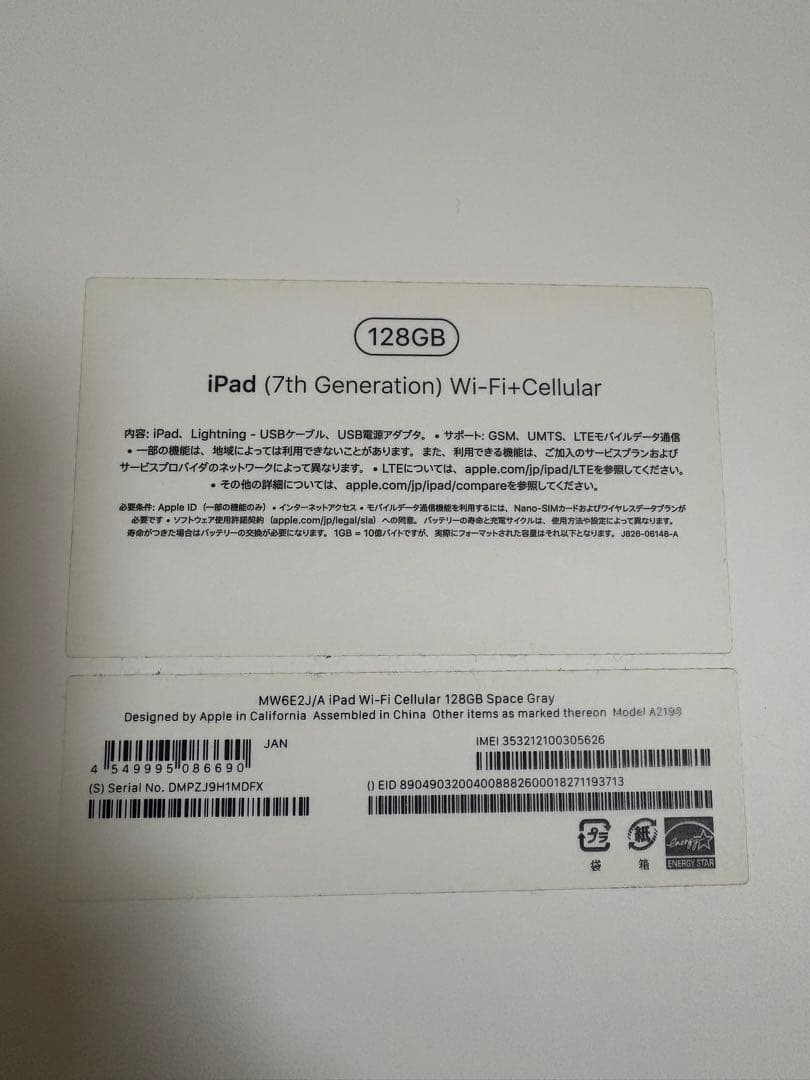 128GB
iPad (7th Generation) Wi-Fi+Cellular
内容: iPad、Lightning - USBケーブル、USB電源アダプタ。 • サポート: GSM、UMTS、LTEモバイルデータ通信
• 一部の機能は、地域によっては利用できないことがあります。また、利用できる機能は、ご加入のサービスプランおよび
サービスプロバイダのネットワークによって異なります。 • LTEについては、apple.com/jp/ipad/LTEを参照してください。
• その他の詳細については、apple.com/jp/ipad/compareを参照してください。
必要条件: Apple ID（一部の機能のみ）• インターネットアクセス • モバイルデータ通信機能を利用するには、Nano-SIMカードおよびワイヤレスデータプランが
必要です • ソフトウェア使用許諾契約（apple.com/jp/legal/sla）への同意。バッテリーの寿命と充電サイクルは、使用方法や設定によって異なります。
寿命がつきた場合はバッテリーの交換が必要になります。 1GB = 10億バイトですが、実際にフォーマットされた容量はそれ以下となります。 J826-06148-A
MW6E2J/A iPad Wi-Fi Cellular 128GB Space Gray
Designed by Apple in California Assembled in China Other items as marked thereon Model A2198
JAN
4 549995 086690
IMEI 353212100305626
(S) Serial No. DMPZJ9H1MDFX
() EID 89049032004008882600018271193713
プラ
袋
紙
箱
energy
ENERGY STAR